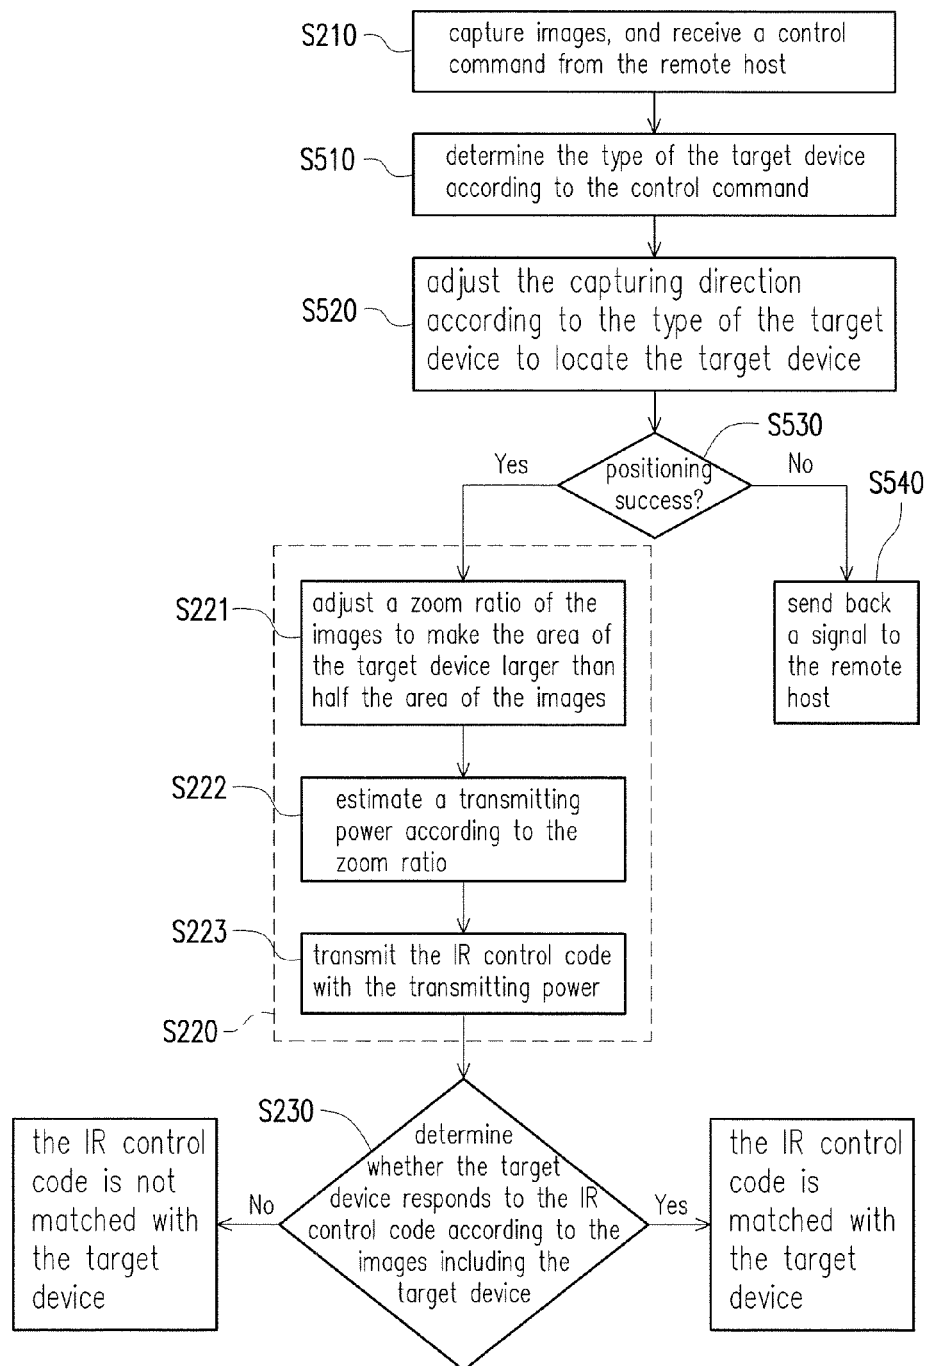 S210
capture images, and receive a control
command from the remote host
S510
determine the type of the target device
according to the control command
S520
adjust the capturing direction
according to the type of the target
device to locate the target device
S530
Yes
positioning
success?
No
S540
S221
adjust a zoom ratio of the
images to make the area of
the target device larger than
half the area of the images
send back
a signal to
the remote
host
S222
estimate a transmitting
power according to the
zoom ratio
S223
transmit the IR control code
with the transmitting power
S220
S230
determine
whether the target
device responds to the IR
control code according to the
images including the
target device
No
the IR control
code is not
matched with
the target
device
Yes
the IR control
code is
matched with
the target
device